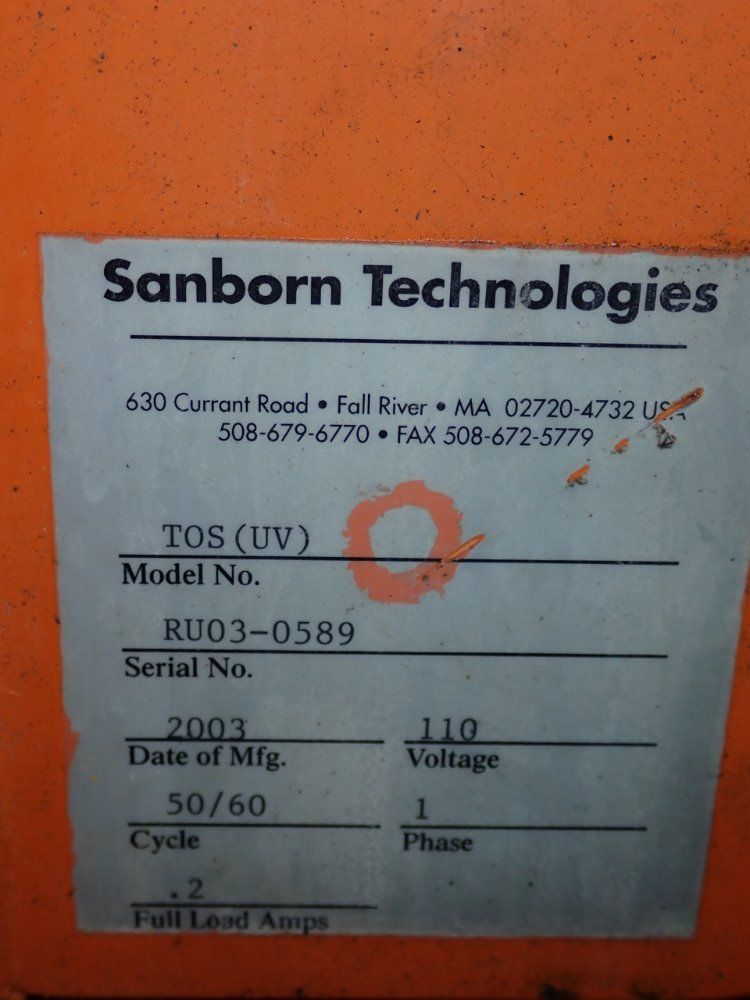 Sanborn Technologies
630 Currant Road • Fall River • MA 02720-4732 USA
508-679-6770 • FAX 508-672-5779
TOS(UV)
Model No.
RU03-0589
Serial No.
2003 110
Date of Mfg. Voltage
50/60 1
Cycle Phase
.2
Full Load Amps